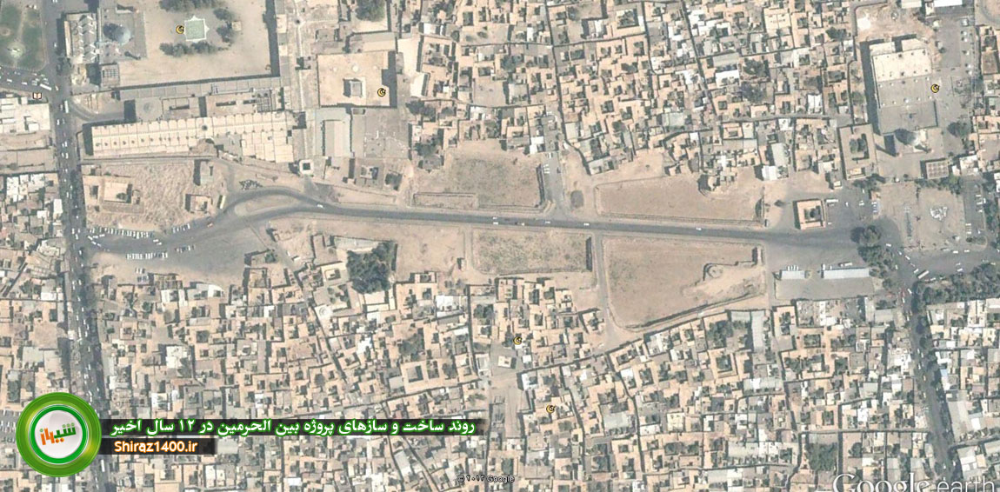 شیراز
روند ساخت و سازهای پروژه بین الحرمین در ۱۲ سال اخیر
Shiraz1400.ir
Google earth